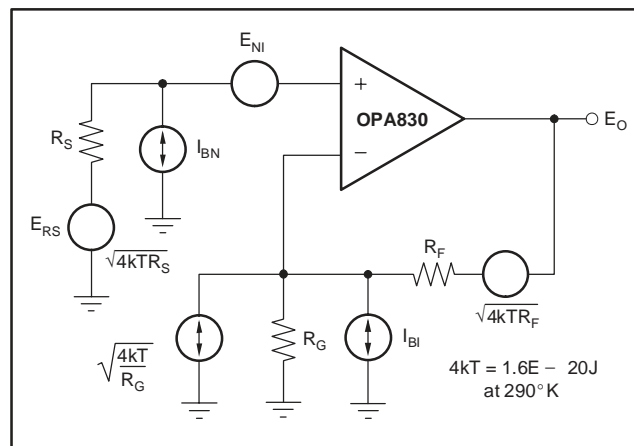 E_NI
+
OPA830
−
E_O
R_S
I_BN
E_RS
√4kTR_S
R_F
√4kTR_F
√4kT/R_G
R_G
I_BI
4kT = 1.6E − 20J
at 290°K